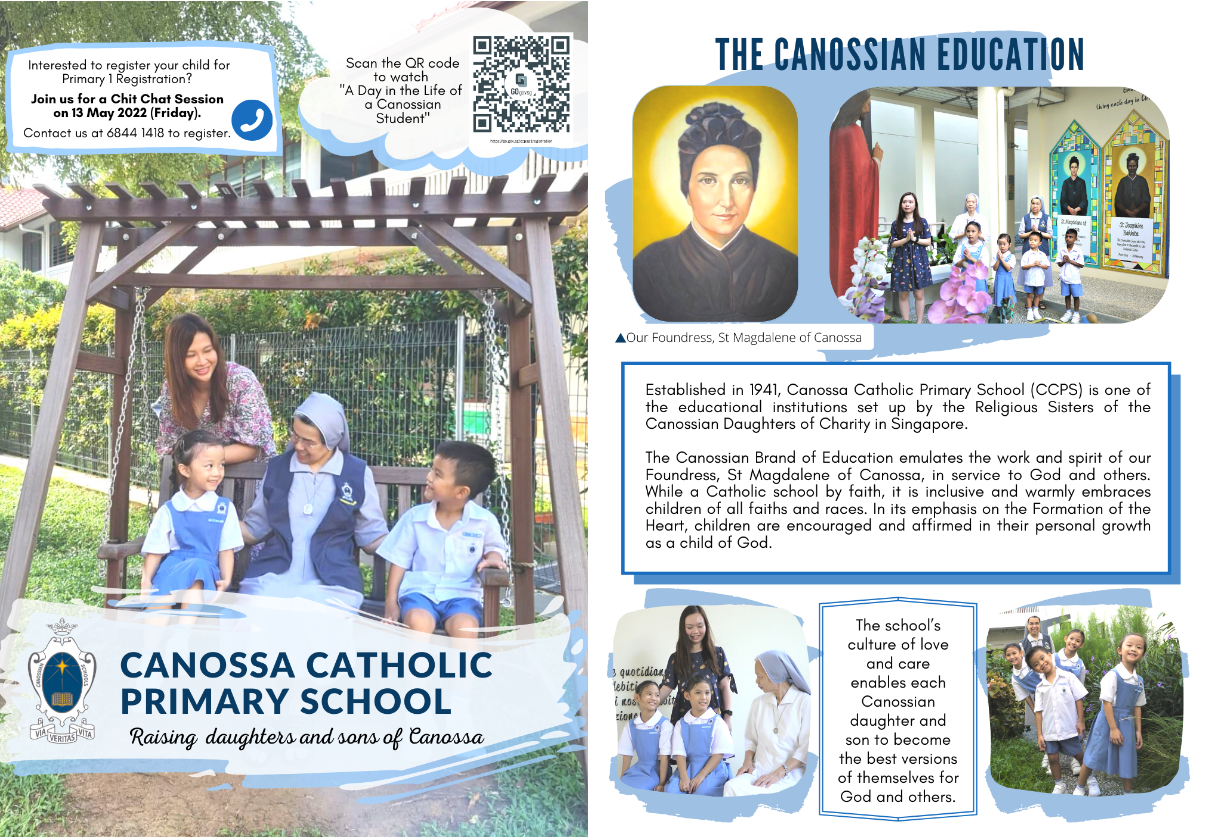 Interested to register your child for
Primary 1 Registration?
Join us for a Chit Chat Session
on 13 May 2022 (Friday).
Contact us at 6844 1418 to register.
Scan the QR code
to watch
"A Day in the Life of
a Canossian
Student"
CANOSSA CATHOLIC
PRIMARY SCHOOL
Raising daughters and sons of Canossa
VIA VERITAS VITA
THE CANOSSIAN EDUCATION
▲Our Foundress, St Magdalene of Canossa
Established in 1941, Canossa Catholic Primary School (CCPS) is one of
the educational institutions set up by the Religious Sisters of the
Canossian Daughters of Charity in Singapore.
The Canossian Brand of Education emulates the work and spirit of our
Foundress, St Magdalene of Canossa, in service to God and others.
While a Catholic school by faith, it is inclusive and warmly embraces
children of all faiths and races. In its emphasis on the Formation of the
Heart, children are encouraged and affirmed in their personal growth
as a child of God.
quotidian
The school's
culture of love
and care
enables each
Canossian
daughter and
son to become
the best versions
of themselves for
God and others.